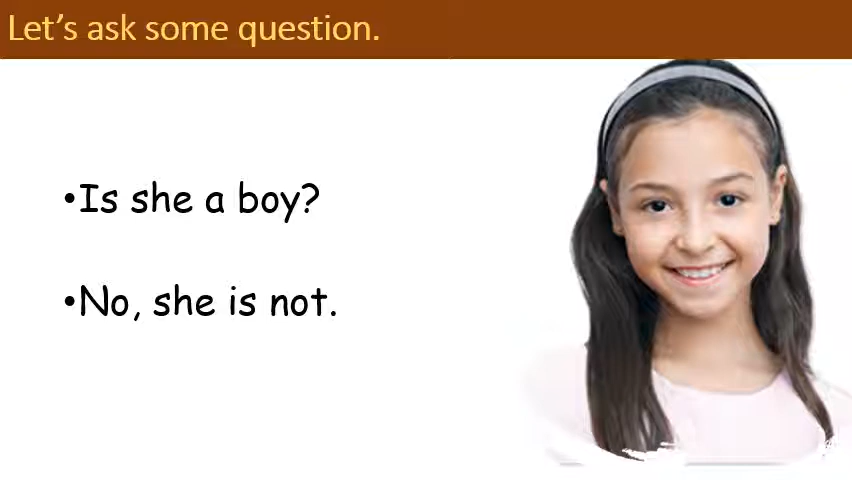 Let's ask some question.
•Is she a boy?
•No, she is not.